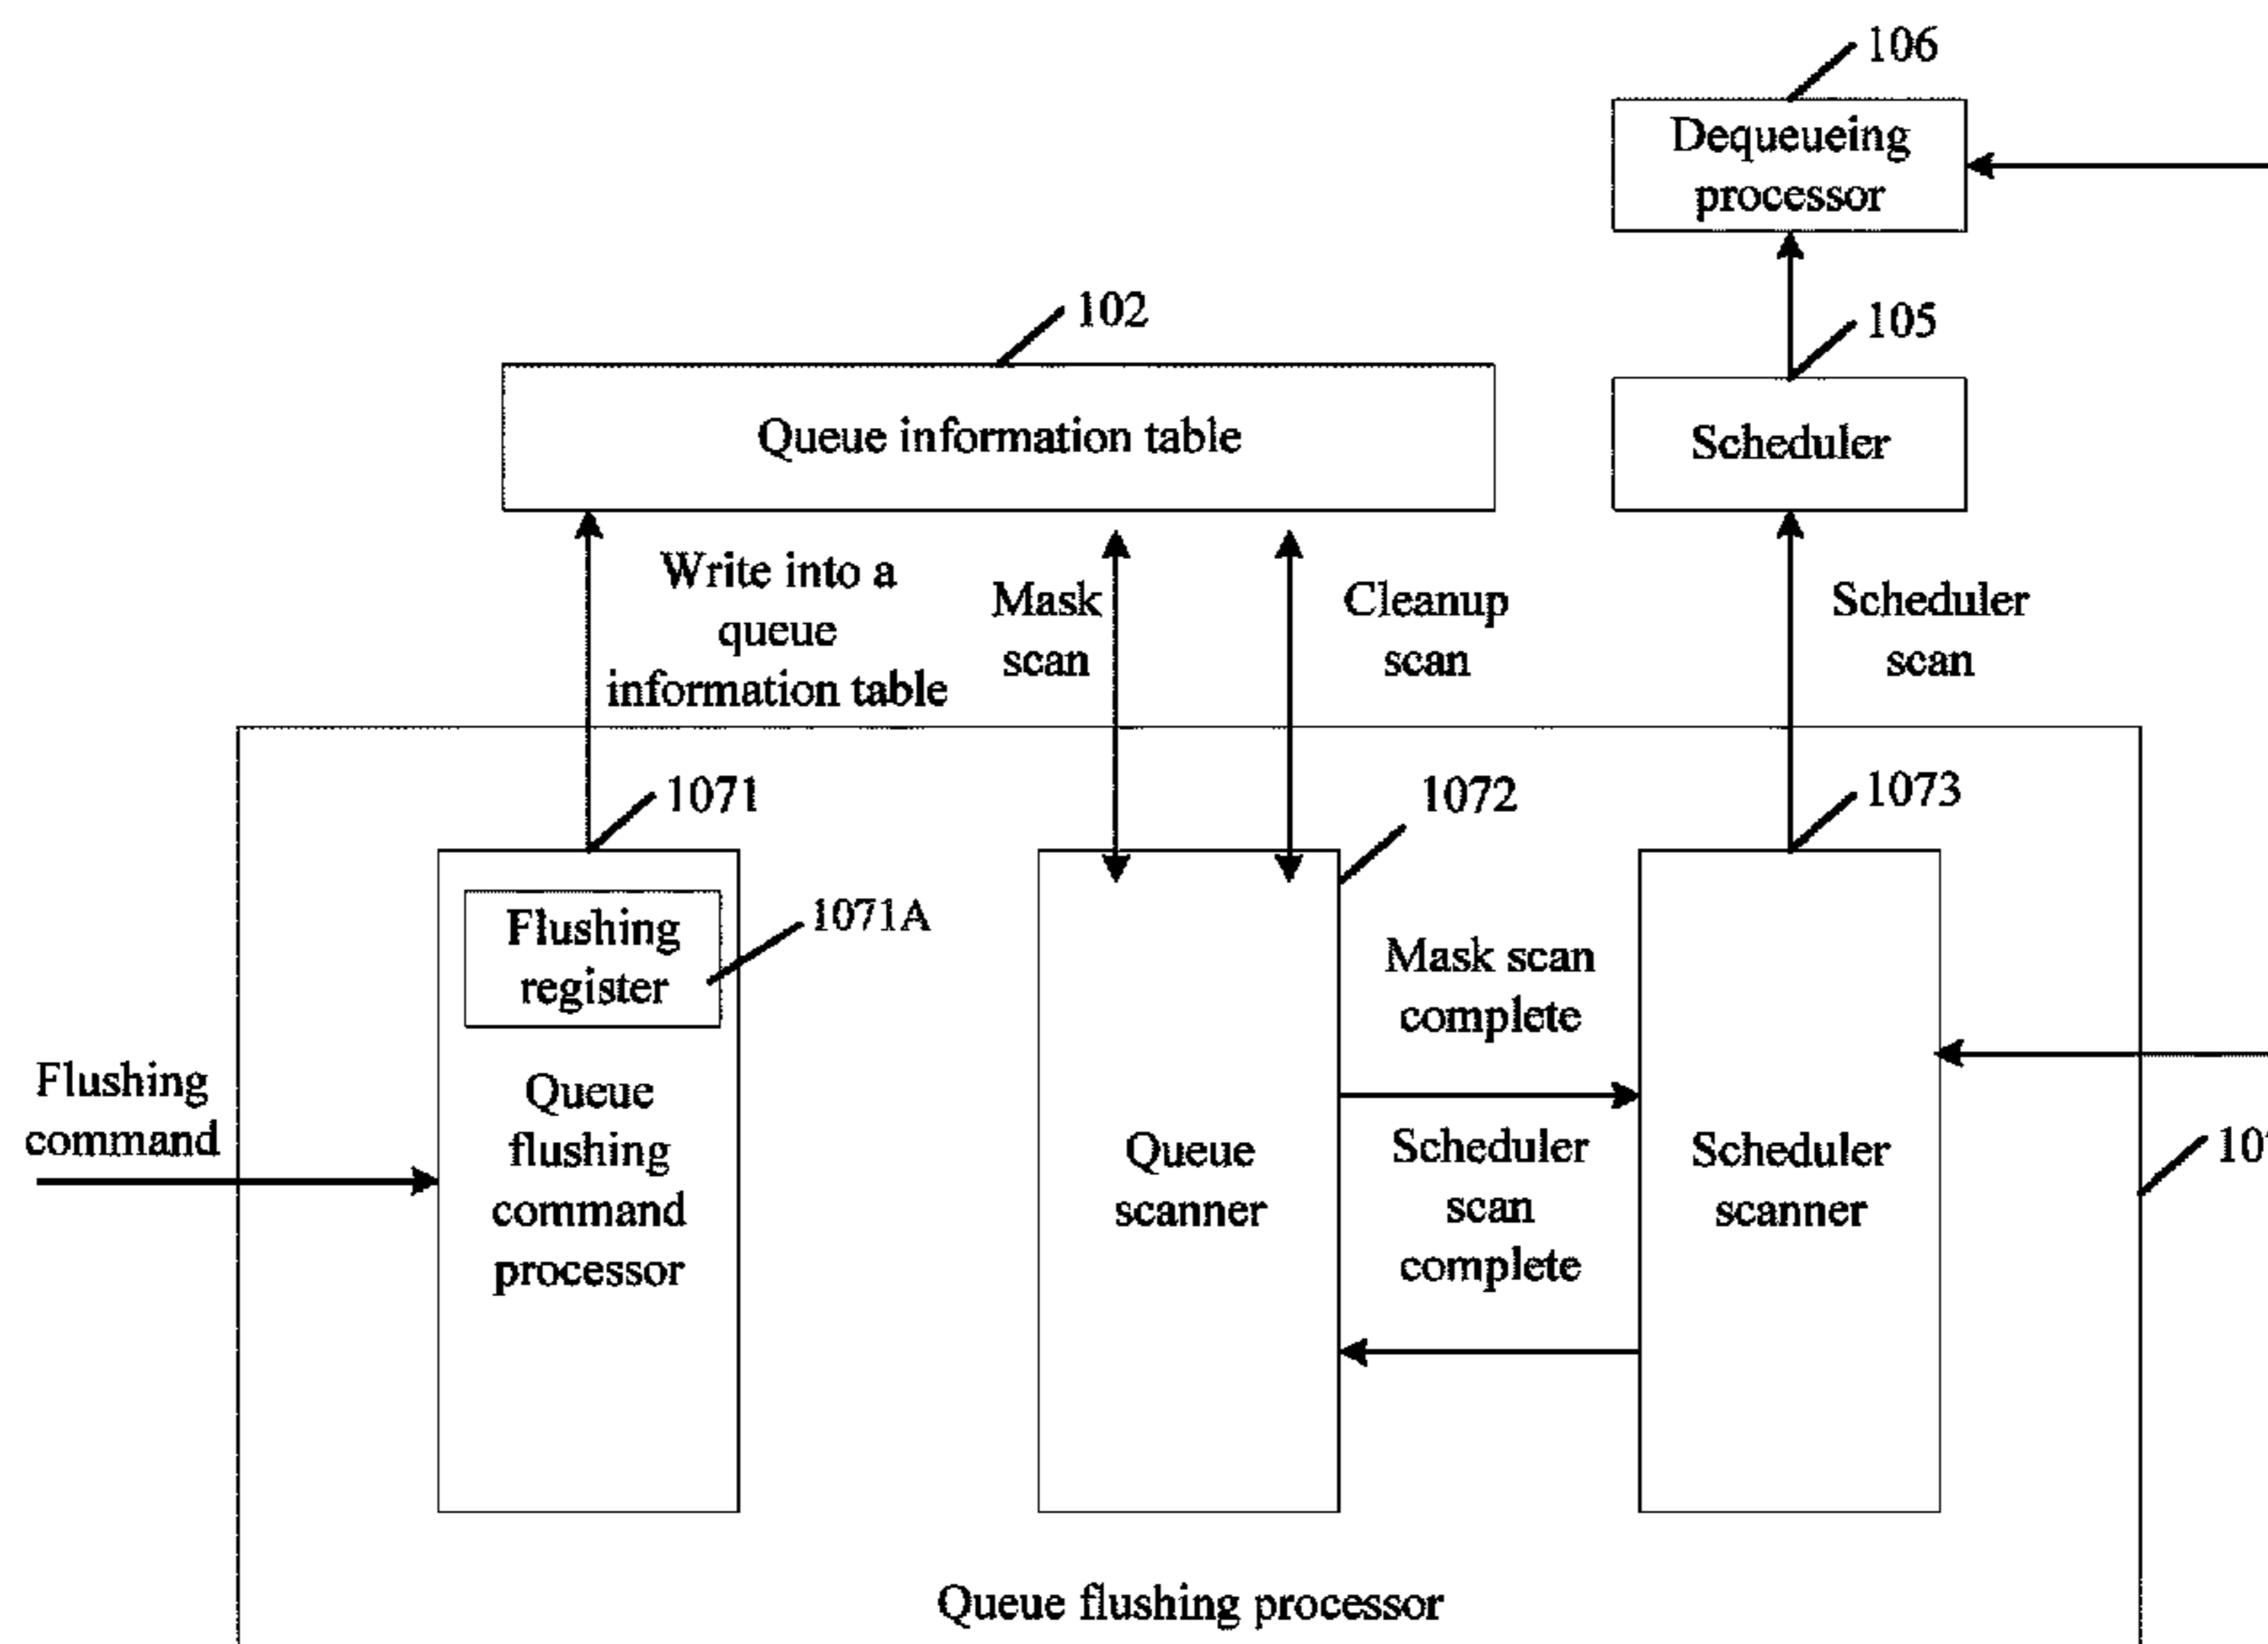 106
Dequeueing
processor
102
105
Queue information table
Scheduler
Write into a
queue
information table
Mask
scan
Cleanup
scan
Scheduler
scan
1071
1072
1073
Flushing
register
1071A
Mask scan
complete
Flushing
command
Queue
flushing
command
processor
Queue
scanner
Scheduler
scan
complete
Scheduler
scanner
Queue flushing processor